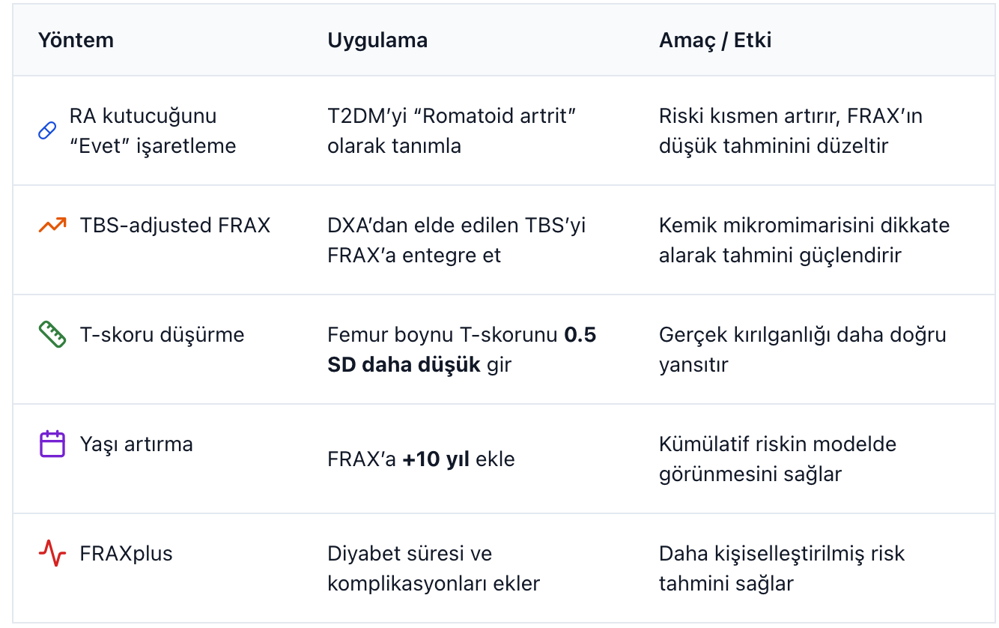 Yöntem
Uygulama
Amaç / Etki
RA kutucuğunu
“Evet” işaretleme
T2DM’yi “Romatoid artrit”
olarak tanımla
Riski kısmen artırır, FRAX’ın
düşük tahminini düzeltir
TBS-adjusted FRAX
DXA’dan elde edilen TBS’yi
FRAX’a entegre et
Kemik mikromimarisini dikkate
alarak tahmini güçlendirir
T-skoru düşürme
Femur boynu T-skorunu 0.5
SD daha düşük gir
Gerçek kırılganlığı daha doğru
yansıtır
Yaşı artırma
FRAX’a +10 yıl ekle
Kümülatif riskin modelde
görünmesini sağlar
FRAXplus
Diyabet süresi ve
komplikasyonları ekler
Daha kişiselleştirilmiş risk
tahmini sağlar